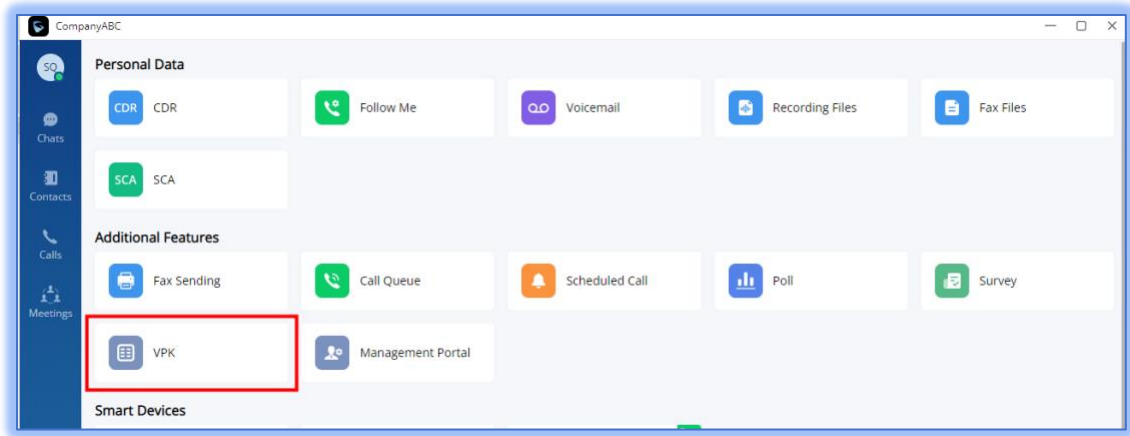 CompanyABC
SQ
Chats
Contacts
Calls
Meetings
Personal Data
CDR CDR
Follow Me
Voicemail
Recording Files
Fax Files
SCA SCA
Additional Features
Fax Sending
Call Queue
Scheduled Call
Poll
Survey
VPK
Management Portal
Smart Devices